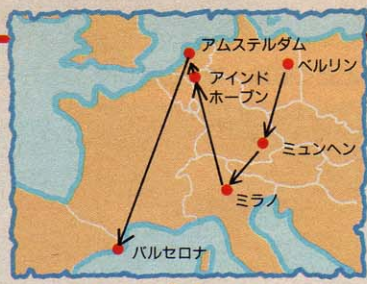 アムステルダム
ベルリン
アインド
ホーブン
ミュンヘン
ミラノ
バルセロナ